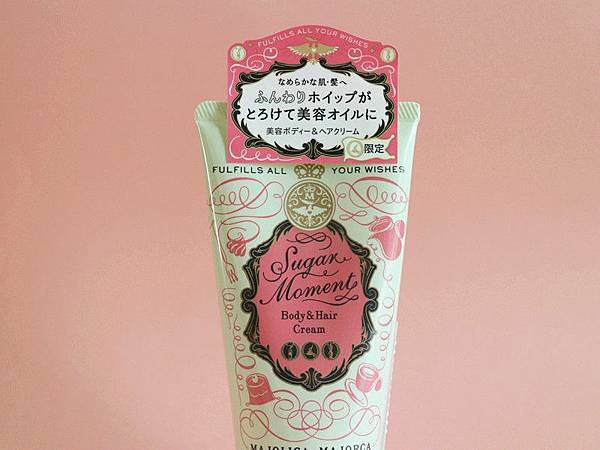 FULFILLS ALL YOUR WISHES
なめらかな肌・髪へ
ふんわりホイップが
とろけて美容オイルに
美容ボディー&ヘアクリーム
限定
FULFILLS ALL YOUR WISHES
M
Sugar
Moment
Body & Hair
Cream
MAJOLICA MAJORCA